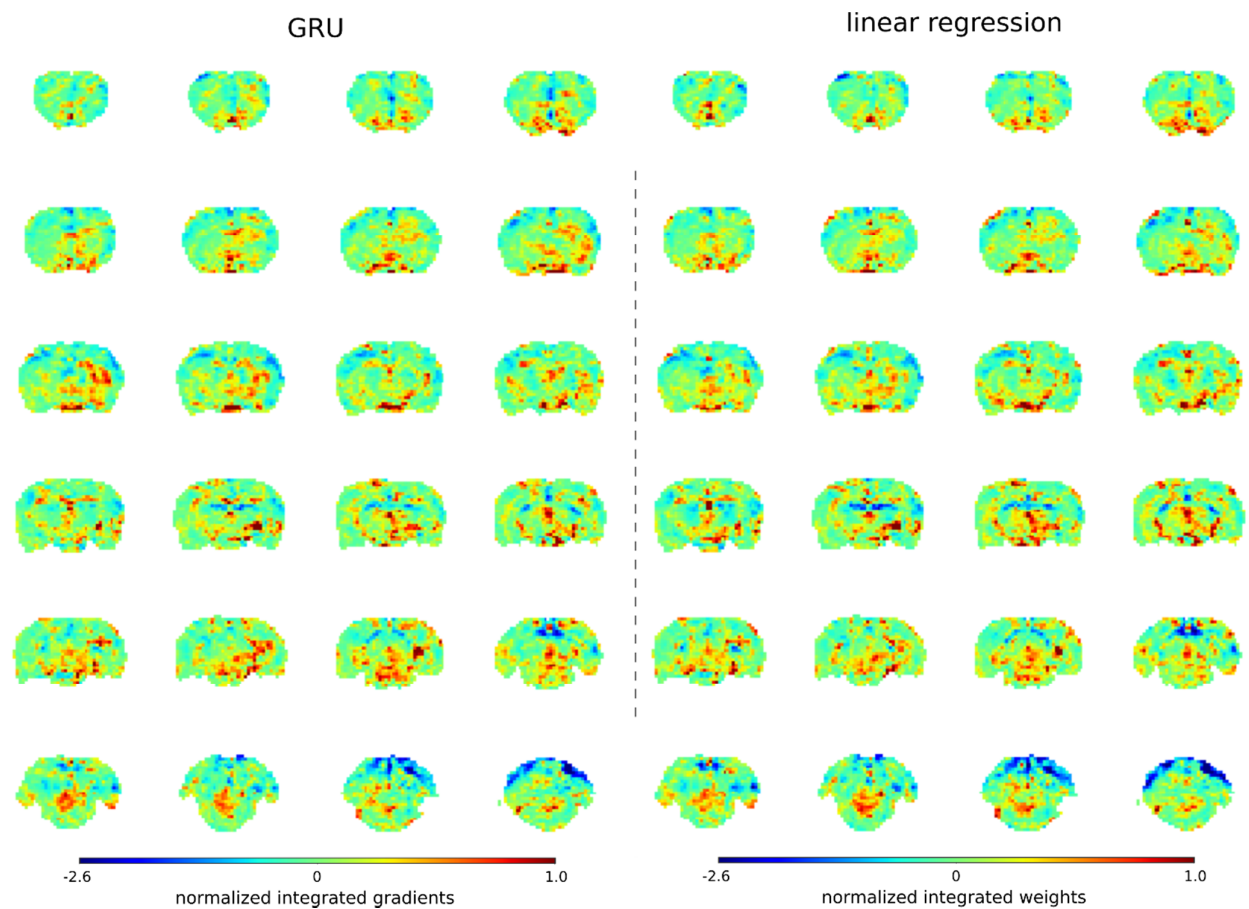 GRU
linear regression
-2.6 0 1.0
normalized integrated gradients
-2.6 0 1.0
normalized integrated weights